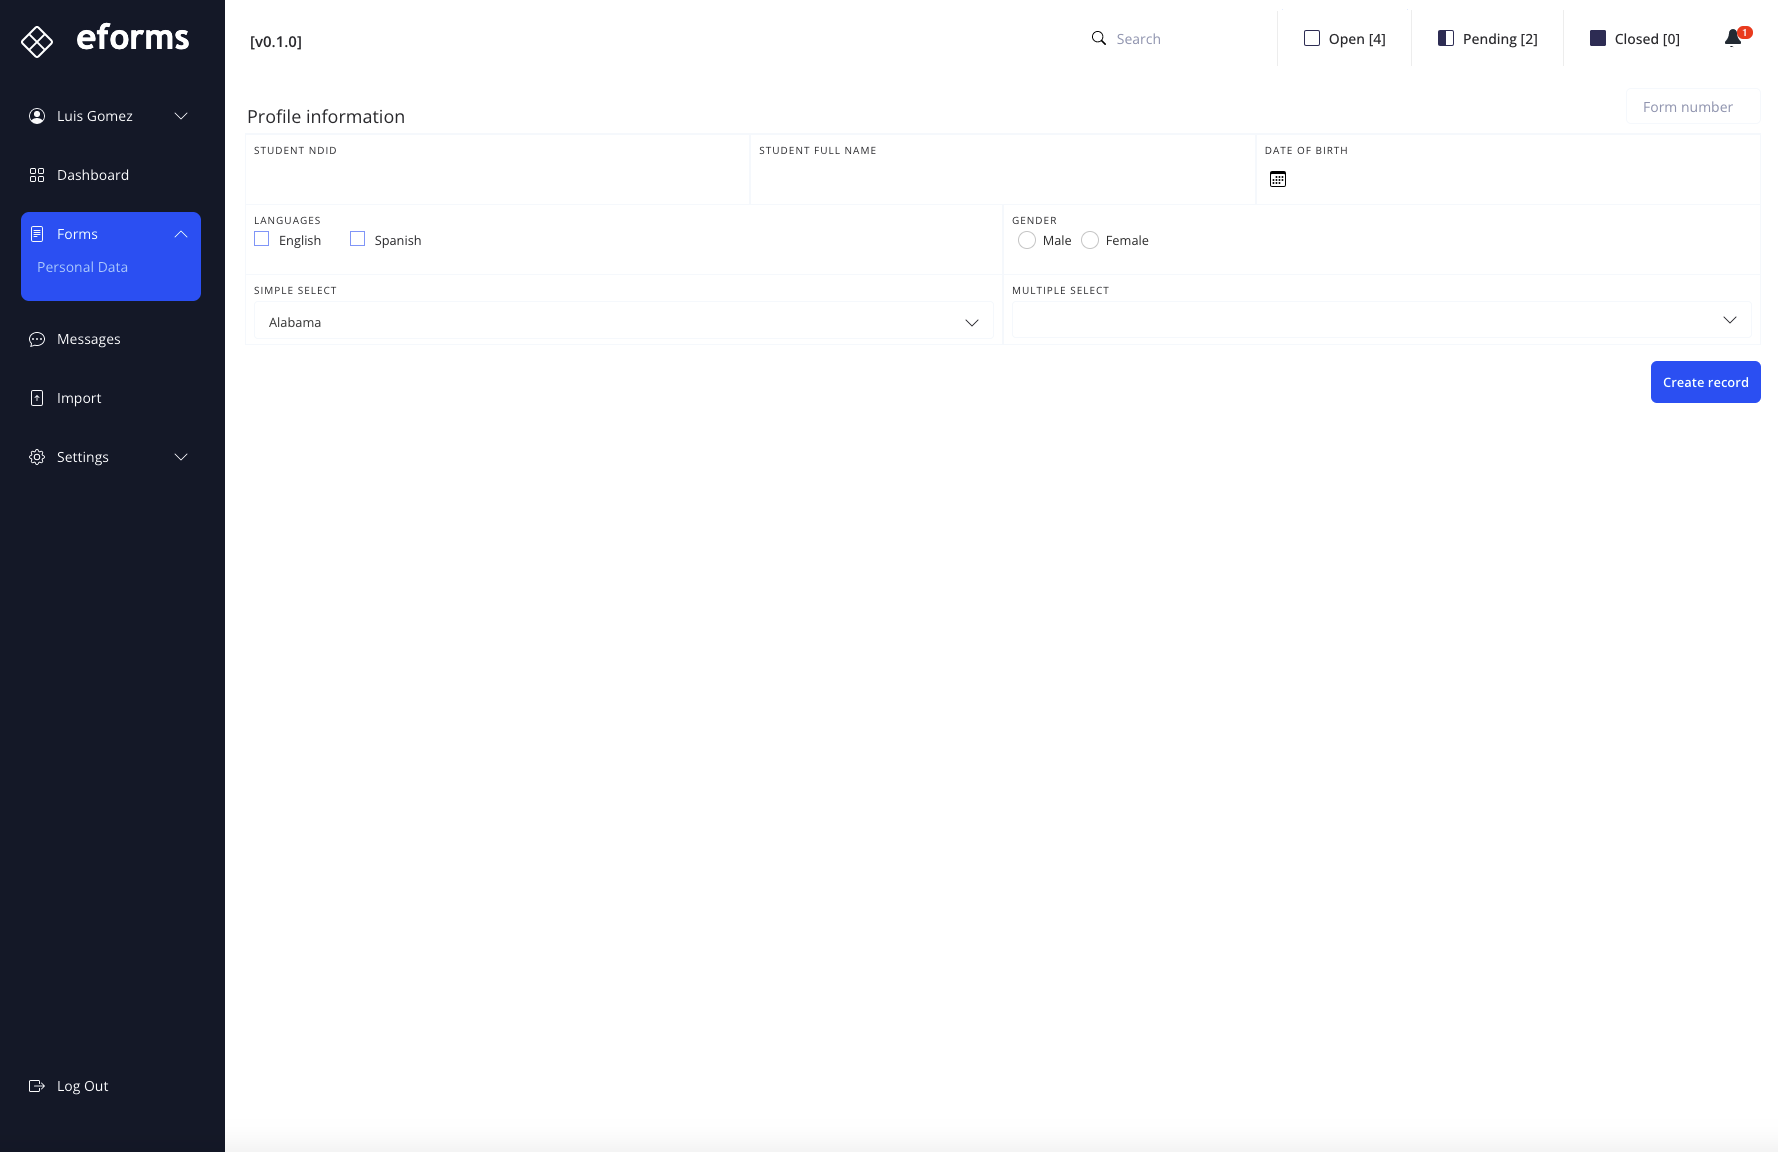 eforms
[v0.1.0]
Search
Open [4]
Pending [2]
Closed [0]
1
Luis Gomez
Dashboard
Forms
Personal Data
Messages
Import
Settings
Log Out
Profile information
Form number
STUDENT NDID
STUDENT FULL NAME
DATE OF BIRTH
LANGUAGES
English
Spanish
GENDER
Male
Female
SIMPLE SELECT
Alabama
MULTIPLE SELECT
Create record